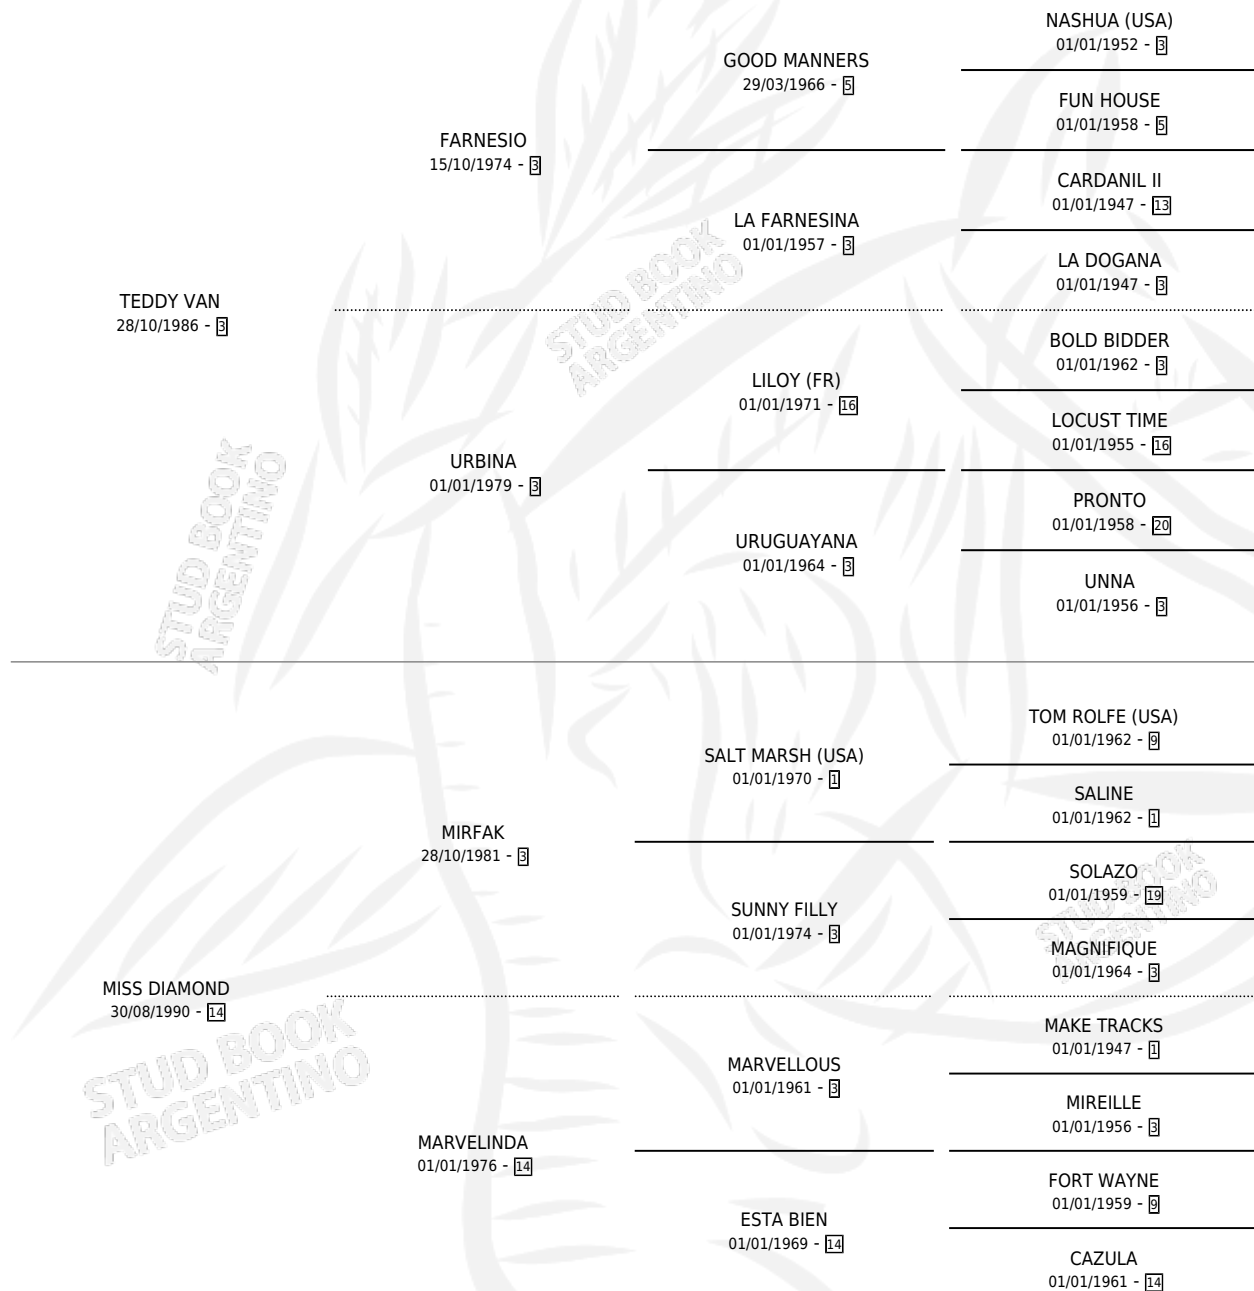 NASHUA (USA)
01/01/1952 - 3
GOOD MANNERS
29/03/1966 - 5
FUN HOUSE
01/01/1958 - 5
FARNESIO
15/10/1974 - 3
CARDANIL II
01/01/1947 - 13
LA FARNESINA
01/01/1957 - 3
LA DOGANA
01/01/1947 - 3
TEDDY VAN
28/10/1986 - 3
BOLD BIDDER
01/01/1962 - 3
LILOY (FR)
01/01/1971 - 16
LOCUST TIME
01/01/1955 - 16
URBINA
01/01/1979 - 3
PRONTO
01/01/1958 - 20
URUGUAYANA
01/01/1964 - 3
UNNA
01/01/1956 - 3
TOM ROLFE (USA)
01/01/1962 - 9
SALT MARSH (USA)
01/01/1970 - 1
SALINE
01/01/1962 - 1
MIRFAK
28/10/1981 - 3
SOLAZO
01/01/1959 - 19
SUNNY FILLY
01/01/1974 - 3
MAGNIFIQUE
01/01/1964 - 3
MISS DIAMOND
30/08/1990 - 14
MAKE TRACKS
01/01/1947 - 1
MARVELLOUS
01/01/1961 - 3
MIREILLE
01/01/1956 - 3
MARVELINDA
01/01/1976 - 14
FORT WAYNE
01/01/1959 - 9
ESTA BIEN
01/01/1969 - 14
CAZULA
01/01/1961 - 14
STUD BOOK
ARGENTINO
STUD BOOK
ARGENTINO
STUD BOOK
ARGENTINO
STUD BOOK
ARGENTINO